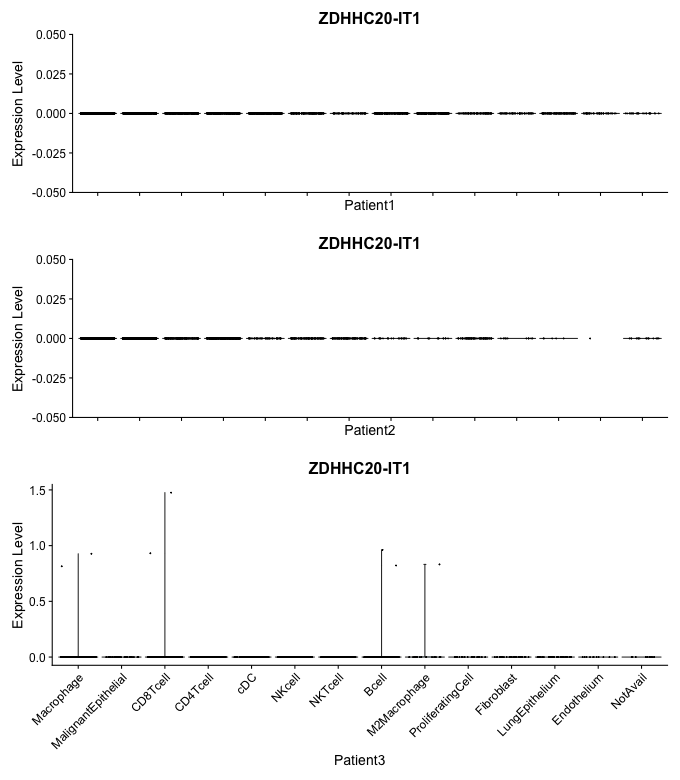 ZDHHC20-IT1
0.050
0.025
0.000
-0.025
-0.050
Expression Level
Patient1
ZDHHC20-IT1
0.050
0.025
0.000
-0.025
-0.050
Expression Level
Patient2
ZDHHC20-IT1
1.5
1.0
0.5
0.0
Expression Level
Macrophage
MalignantEpithelial
CD8Tcell
CD4Tcell
cDC
NKcell
NKTcell
Bcell
M2Macrophage
ProliferatingCell
Fibroblast
LungEpithelium
Endothelium
NotAvail
Patient3